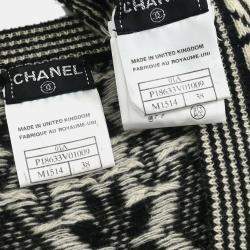 CHANEL
MADE IN UNITED KINGDOM
FABRIQUE AU ROYAUME-UNI
01A
P18633V01009
M1514 38
CHANEL
MADE IN UNITED KINGDOM
FABRIQUE AU ROYAUME-UNI
01A
P18633V01009
M1514 38